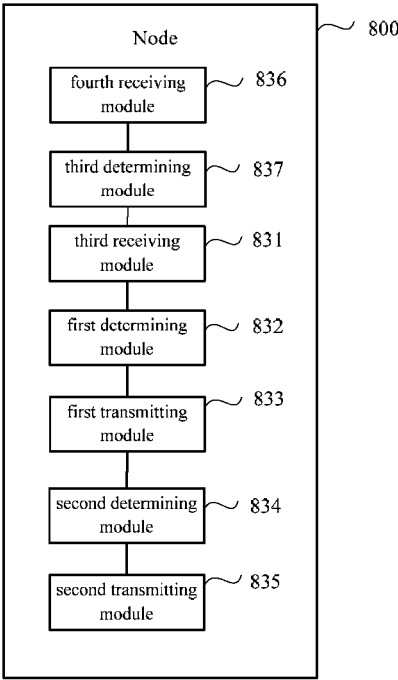 Node
800
fourth receiving
module
836
third determining
module
837
third receiving
module
831
first determining
module
832
first transmitting
module
833
second determining
module
834
second transmitting
module
835